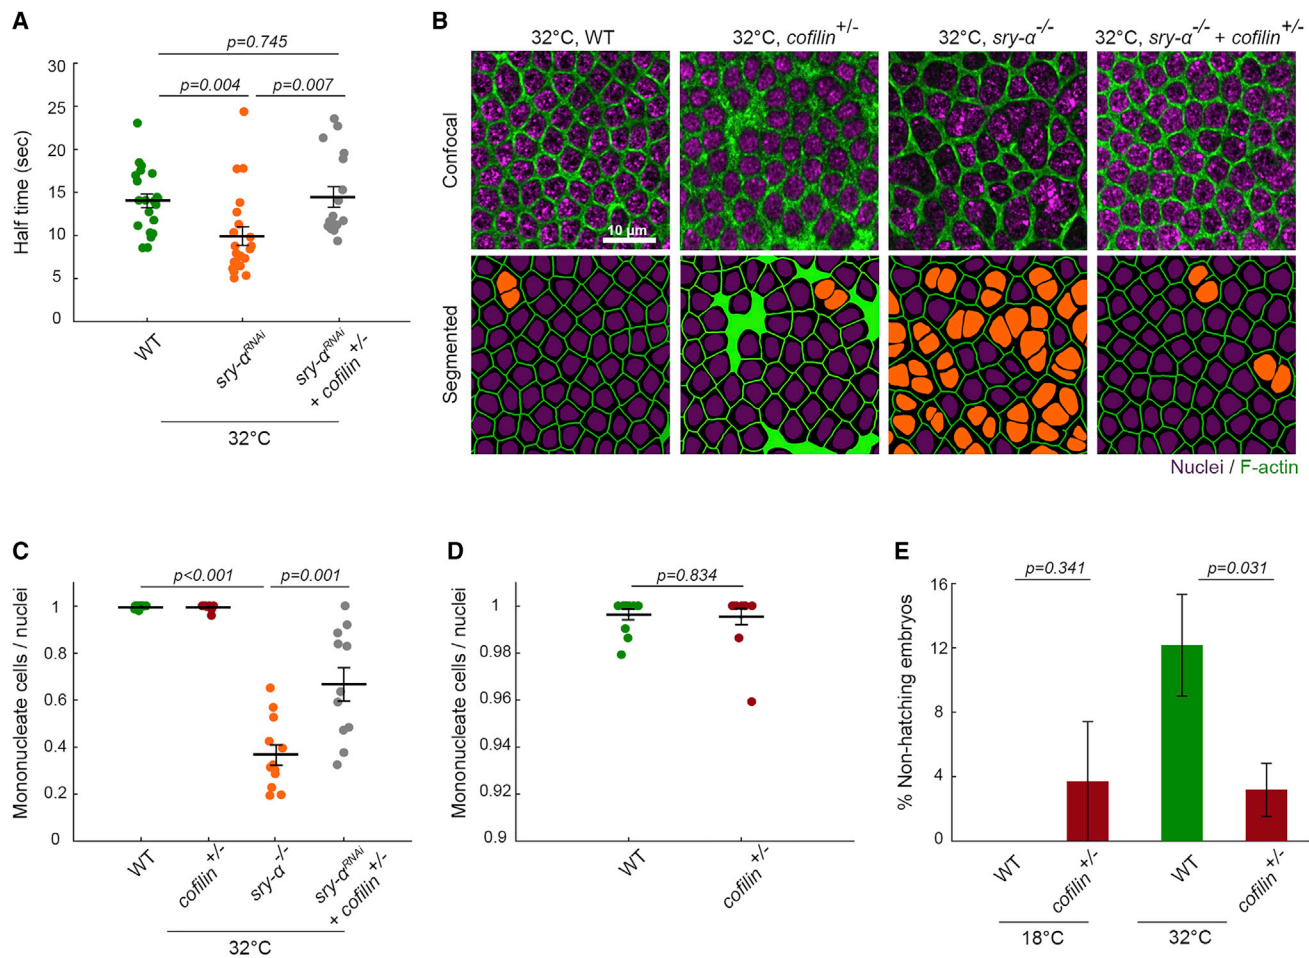 A
p=0.745
p=0.004
p=0.007
30
25
20
15
10
5
0
Half time (sec)
WT
sry-α^RNAi
sry-α^RNAi
+ cofilin +/-
32°C
B
32°C, WT
32°C, cofilin^+/-
32°C, sry-α^-/-
32°C, sry-α^-/- + cofilin^+/-
Confocal
10 µm
Segmented
Nuclei / F-actin
C
p<0.001
p=0.001
1
0.8
0.6
0.4
0.2
0
Mononucleate cells / nuclei
WT
cofilin +/-
sry-α^-/-
sry-α^RNAi
+ cofilin +/-
32°C
D
p=0.834
1
0.98
0.96
0.94
0.92
0.9
Mononucleate cells / nuclei
WT
cofilin +/-
E
p=0.341
p=0.031
16
12
8
4
0
% Non-hatching embryos
WT
cofilin +/-
WT
cofilin +/-
18°C
32°C